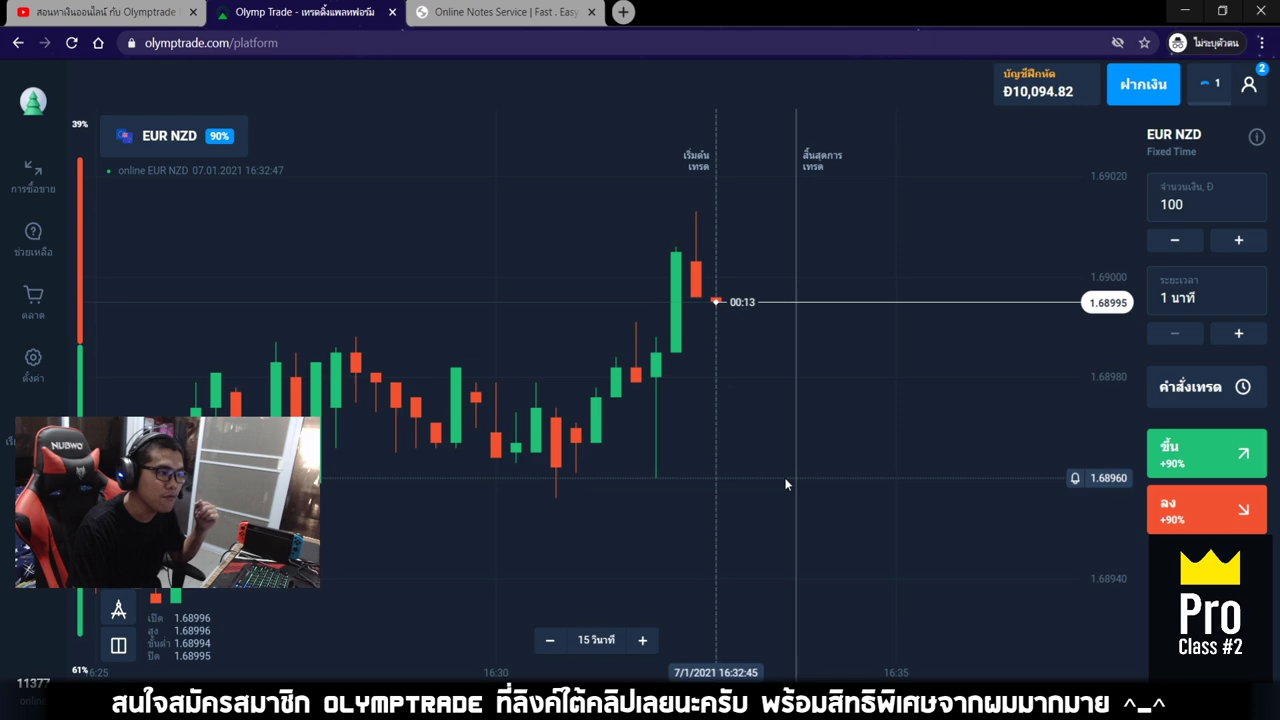 สอนหาเงินออนไลน์ กับ Olymptrade
Olymp Trade - เทรดดิ้งแพลทฟอร์ม
Online Notes Service | Fast . Easy
olymptrade.com/platform
ไม่ระบุตัวตน
บัญชีฝึกหัด
Đ10,094.82
ฝากเงิน
1
2
39%
EUR NZD 90%
online EUR NZD 07.01.2021 16:32:47
เริ่มต้น
เทรด
สิ้นสุดการ
เทรด
การซื้อขาย
ช่วยเหลือ
ตลาด
ตั้งค่า
1.69020
1.69000
1.68995
1.68980
1.68960
1.68940
00:13
EUR NZD
Fixed Time
จำนวนเงิน, Đ
100
ระยะเวลา
1 นาที
คำสั่งเทรด
ขึ้น
+90%
ลง
+90%
NUBWO
เปิด 1.68996
สูง 1.68996
ขั้นต่ำ 1.68994
ปิด 1.68995
15 วินาที
61%
6:25
16:30
7/1/2021 16:32:45
16:35
11377
online
Pro
Class #2
สนใจสมัครสมาชิก OLYMPTRADE ที่ลิงค์ใต้คลิปเลยนะครับ พร้อมสิทธิพิเศษจากผมมากมาย ^_^